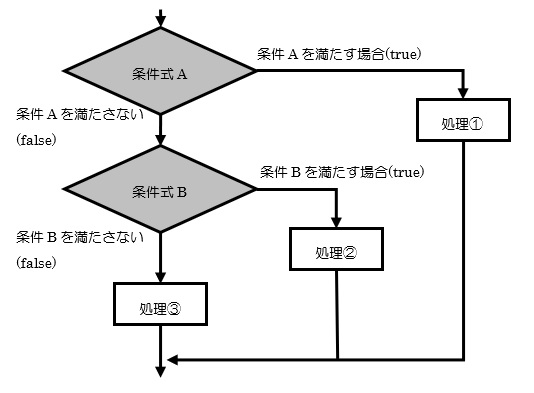 条件式 A
条件 A を満たす場合(true)
条件 A を満たさない
(false)
処理①
条件式 B
条件 B を満たす場合(true)
条件 B を満たさない
(false)
処理②
処理③